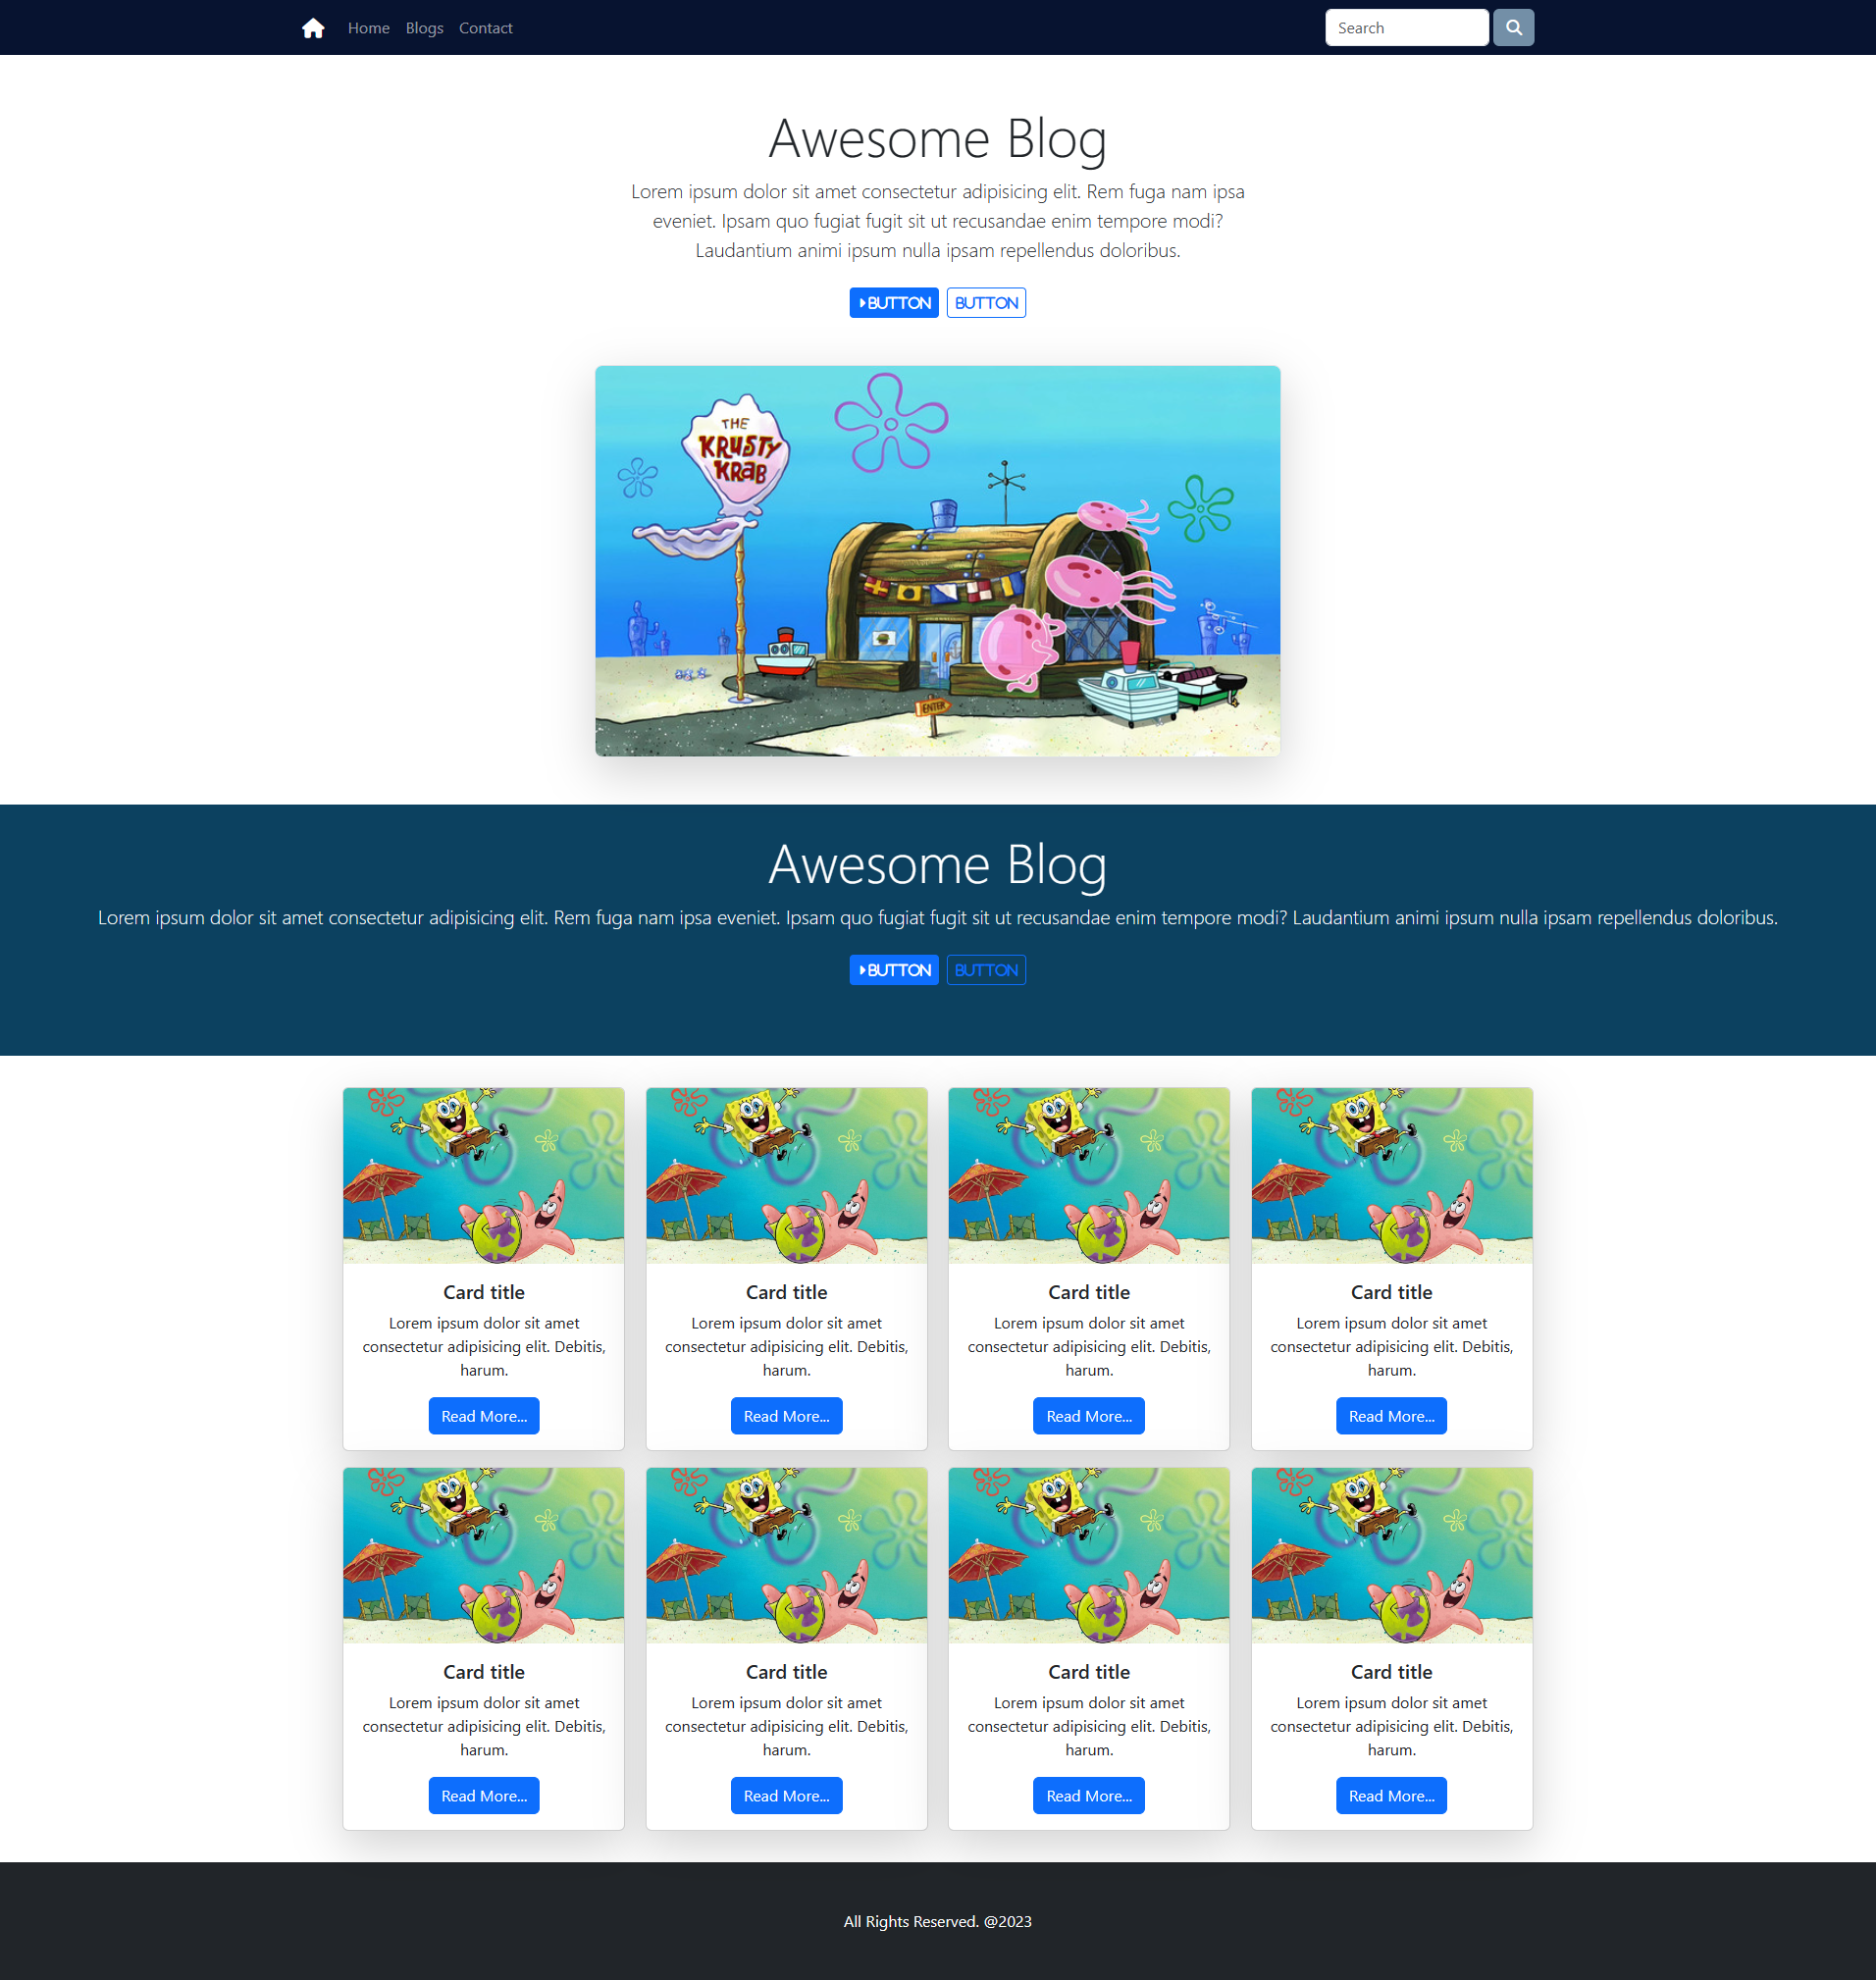 Home Blogs Contact Search
Awesome Blog
Lorem ipsum dolor sit amet consectetur adipisicing elit. Rem fuga nam ipsa
eveniet. Ipsam quo fugiat fugit sit ut recusandae enim tempore modi?
Laudantium animi ipsum nulla ipsam repellendus doloribus.
BUTTON BUTTON
THE
KRUSTY
KRAB
ENTER
Awesome Blog
Lorem ipsum dolor sit amet consectetur adipisicing elit. Rem fuga nam ipsa eveniet. Ipsam quo fugiat fugit sit ut recusandae enim tempore modi? Laudantium animi ipsum nulla ipsam repellendus doloribus.
BUTTON BUTTON
Card title
Lorem ipsum dolor sit amet
consectetur adipisicing elit. Debitis,
harum.
Read More...
Card title
Lorem ipsum dolor sit amet
consectetur adipisicing elit. Debitis,
harum.
Read More...
Card title
Lorem ipsum dolor sit amet
consectetur adipisicing elit. Debitis,
harum.
Read More...
Card title
Lorem ipsum dolor sit amet
consectetur adipisicing elit. Debitis,
harum.
Read More...
Card title
Lorem ipsum dolor sit amet
consectetur adipisicing elit. Debitis,
harum.
Read More...
Card title
Lorem ipsum dolor sit amet
consectetur adipisicing elit. Debitis,
harum.
Read More...
Card title
Lorem ipsum dolor sit amet
consectetur adipisicing elit. Debitis,
harum.
Read More...
Card title
Lorem ipsum dolor sit amet
consectetur adipisicing elit. Debitis,
harum.
Read More...
All Rights Reserved. @2023